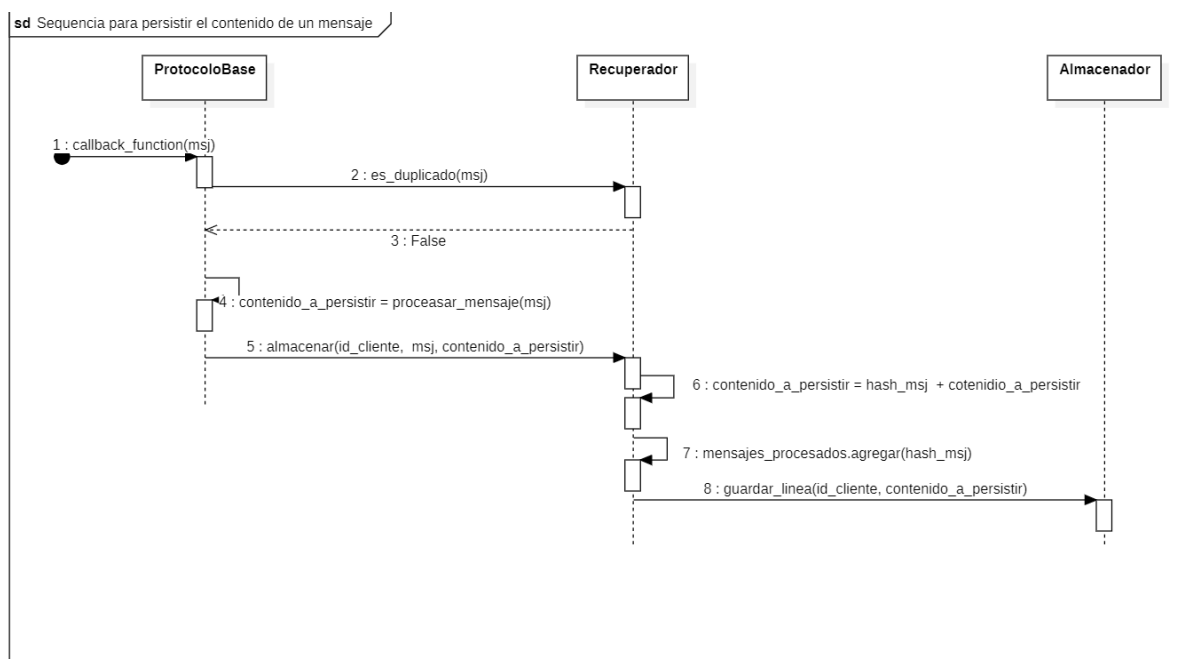 sd Sequencia para persistir el contenido de un mensaje
ProtocoloBase
Recuperador
Almacenador
1 : callback_function(msj)
2 : es_duplicado(msj)
3 : False
4 : contenido_a_persistir = proceasar_mensaje(msj)
5 : almacenar(id_cliente, msj, contenido_a_persistir)
6 : contenido_a_persistir = hash_msj + cotenidio_a_persistir
7 : mensajes_procesados.agregar(hash_msj)
8 : guardar_linea(id_cliente, contenido_a_persistir)